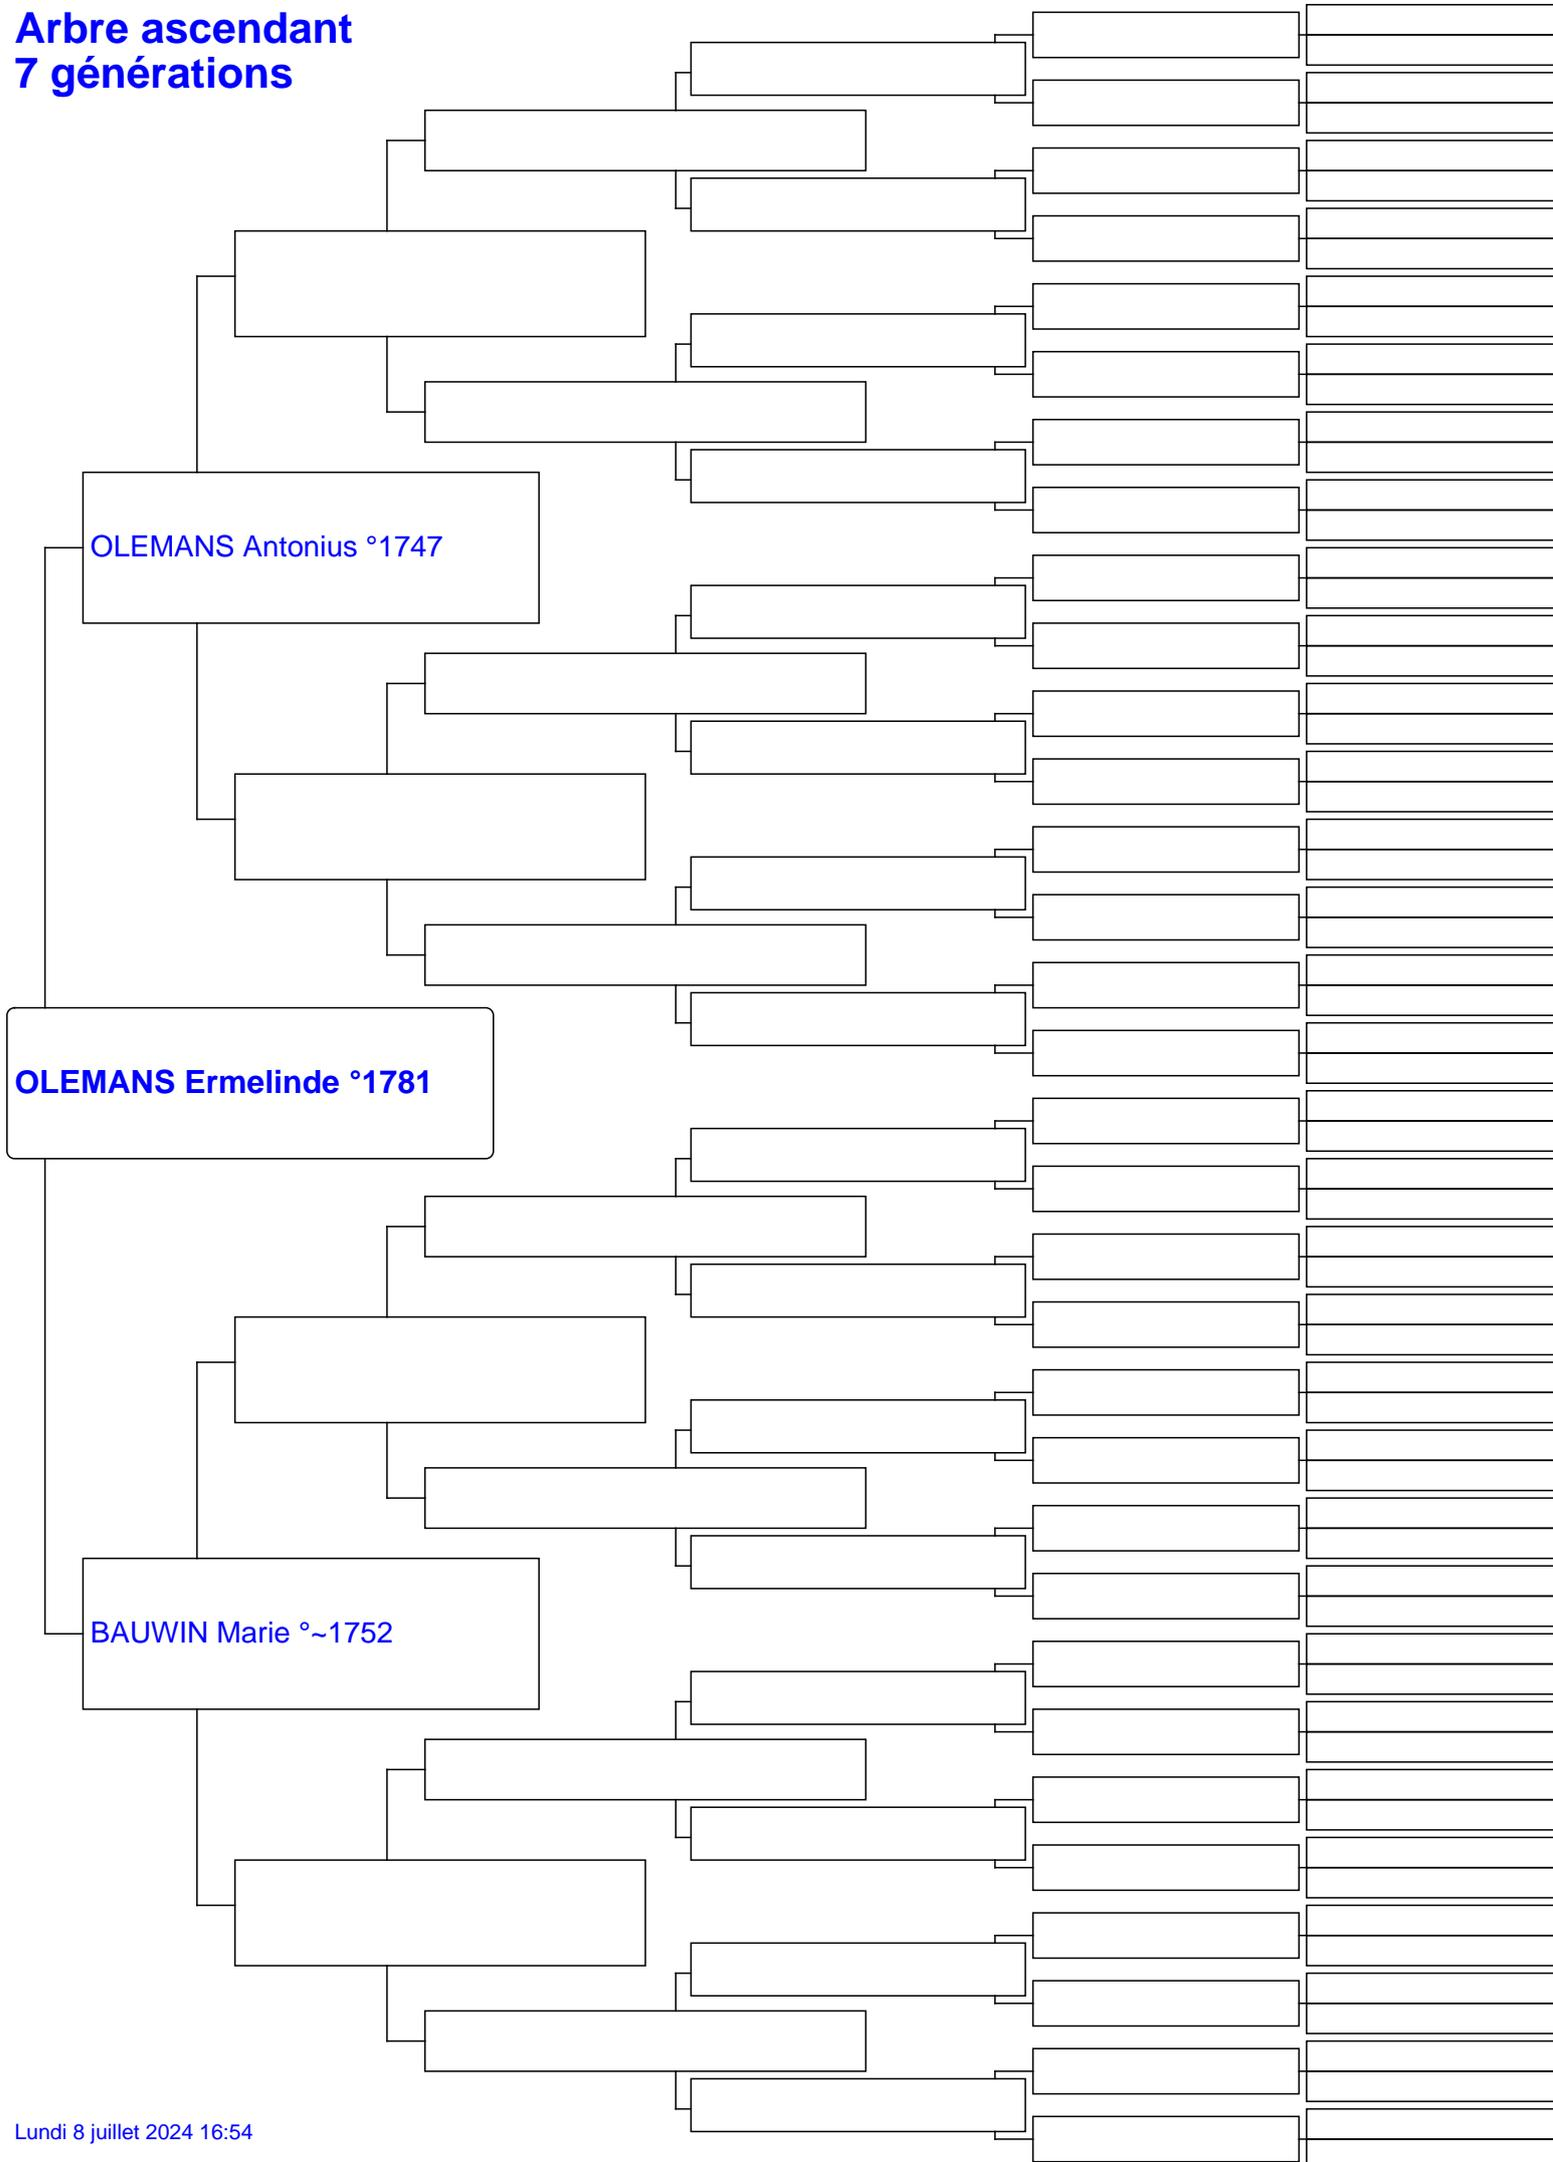 Arbre ascendant
7 générations
OLEMANS Antonius °1747
OLEMANS Ermelinde °1781
BAUWIN Marie °~1752
Lundi 8 juillet 2024 16:54